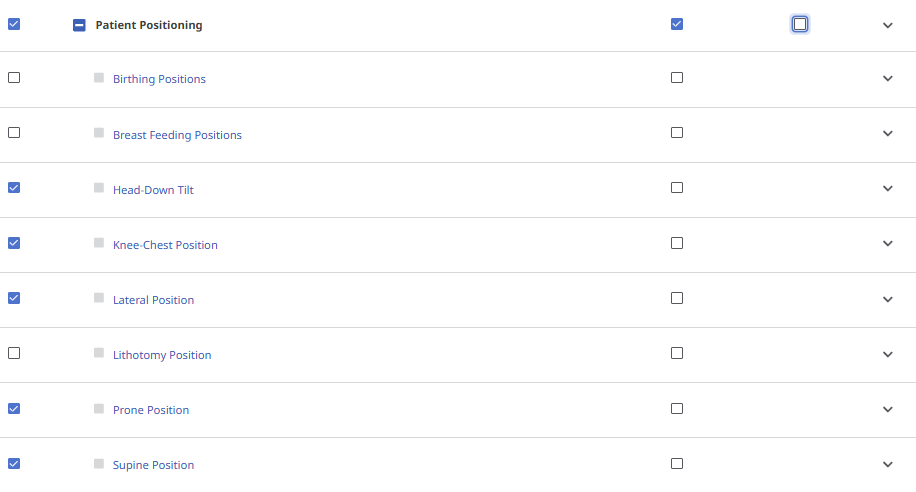 Patient Positioning
Birthing Positions
Breast Feeding Positions
Head-Down Tilt
Knee-Chest Position
Lateral Position
Lithotomy Position
Prone Position
Supine Position